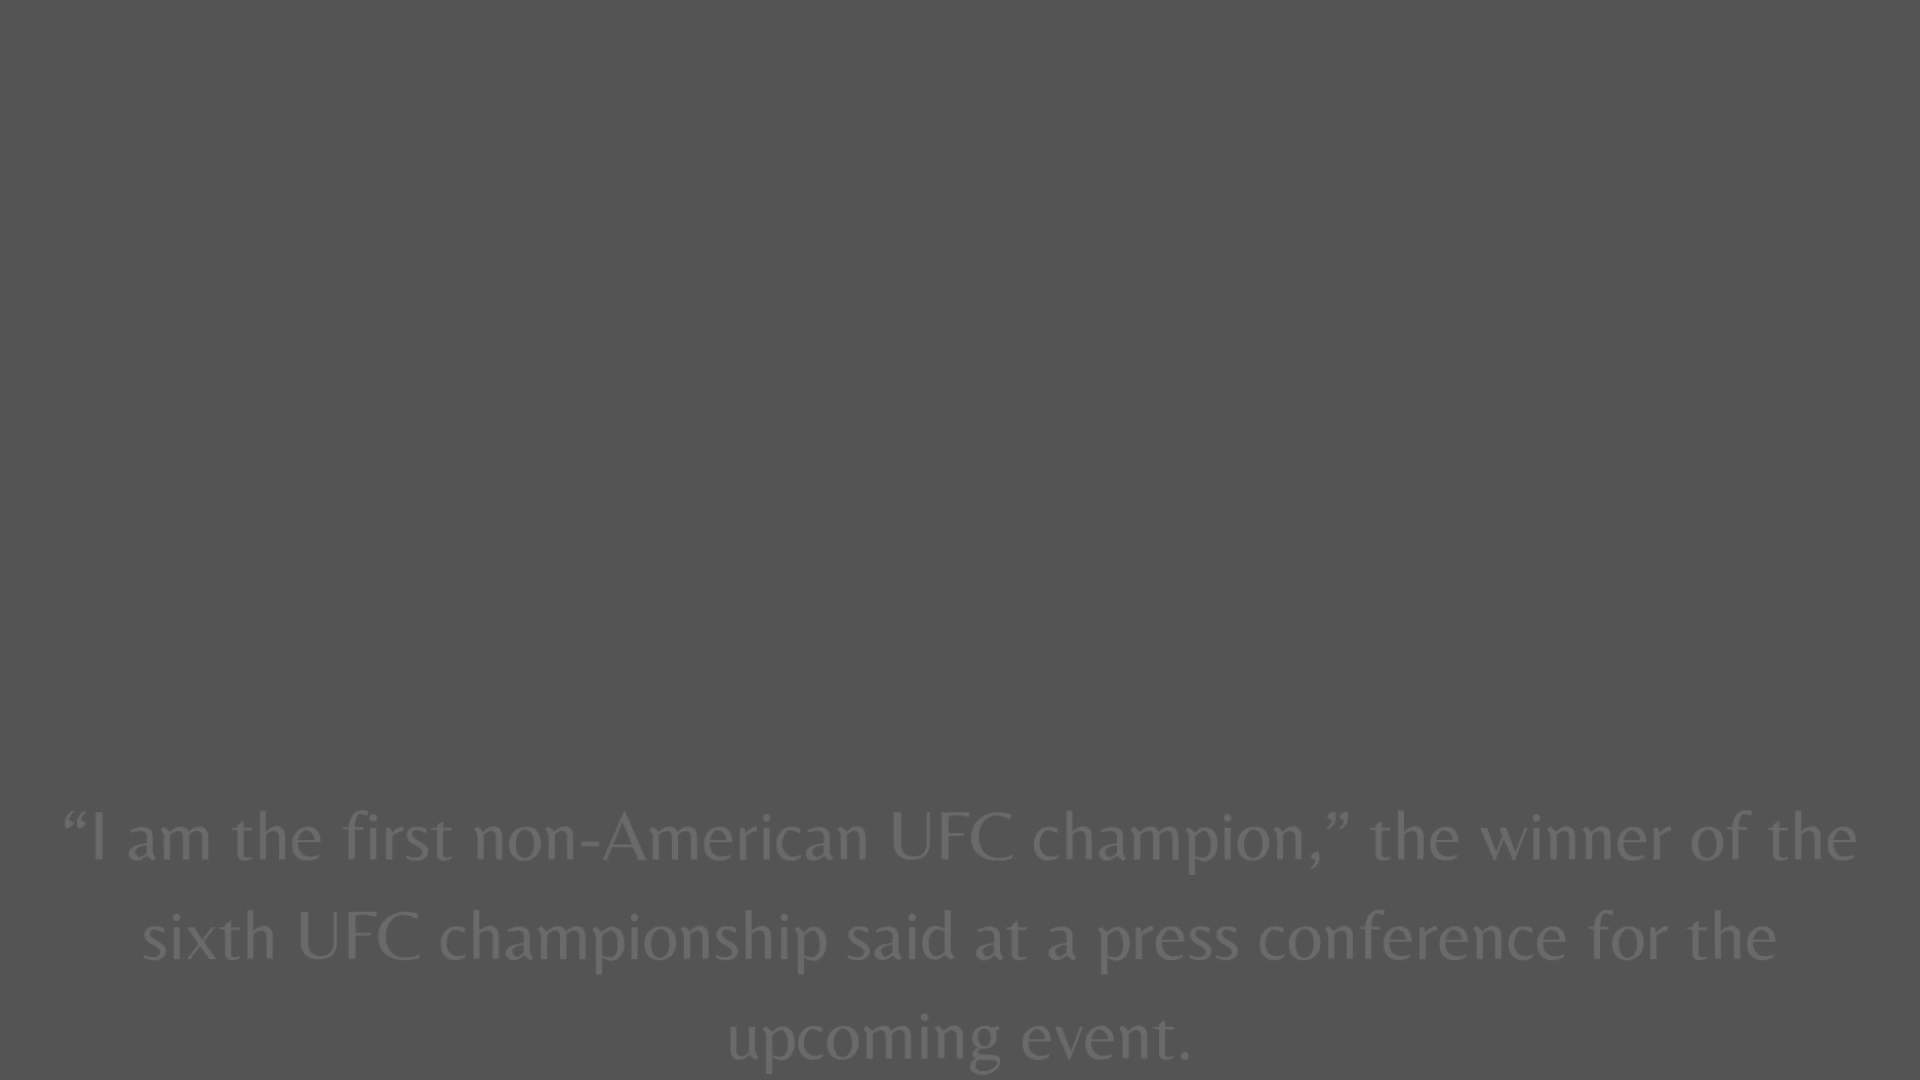 “I am the first non-American UFC champion,” the winner of the
sixth UFC championship said at a press conference for the
upcoming event.